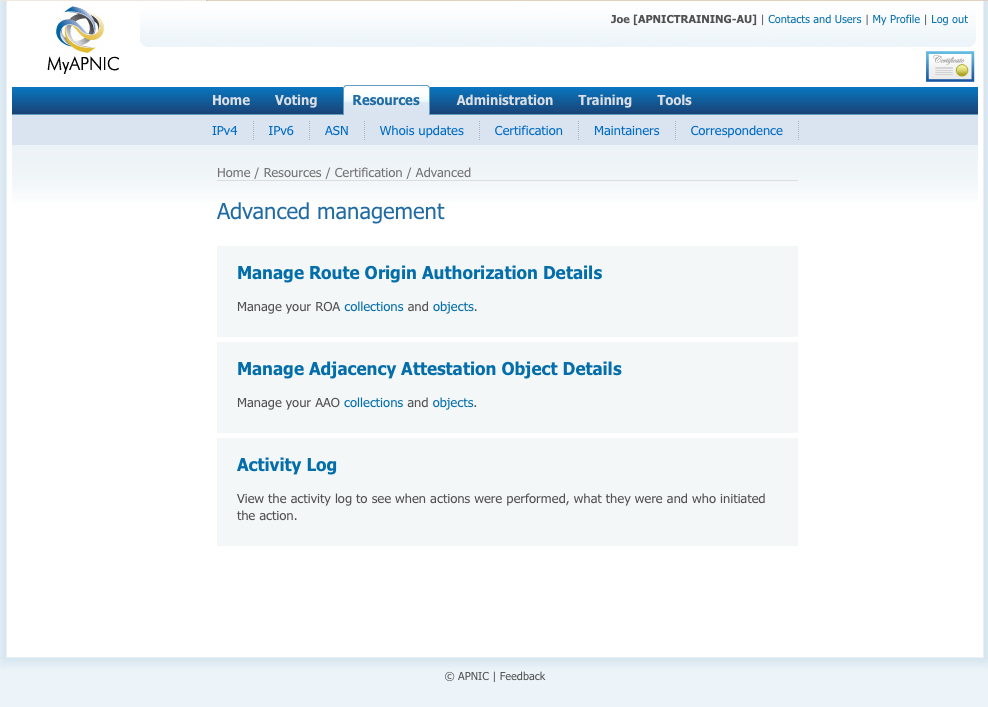 Joe [APNICTRAINING-AU] | Contacts and Users | My Profile | Log out
MyAPNIC
Certificate
Home Voting Resources Administration Training Tools
IPv4 IPv6 ASN Whois updates Certification Maintainers Correspondence
Home / Resources / Certification / Advanced
Advanced management
Manage Route Origin Authorization Details
Manage your ROA collections and objects.
Manage Adjacency Attestation Object Details
Manage your AAO collections and objects.
Activity Log
View the activity log to see when actions were performed, what they were and who initiated
the action.
© APNIC | Feedback